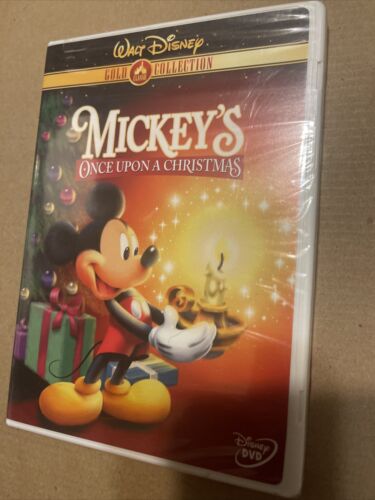 WALT DISNEY
GOLD COLLECTION
MICKEY'S
ONCE UPON A CHRISTMAS
Disney
DVD